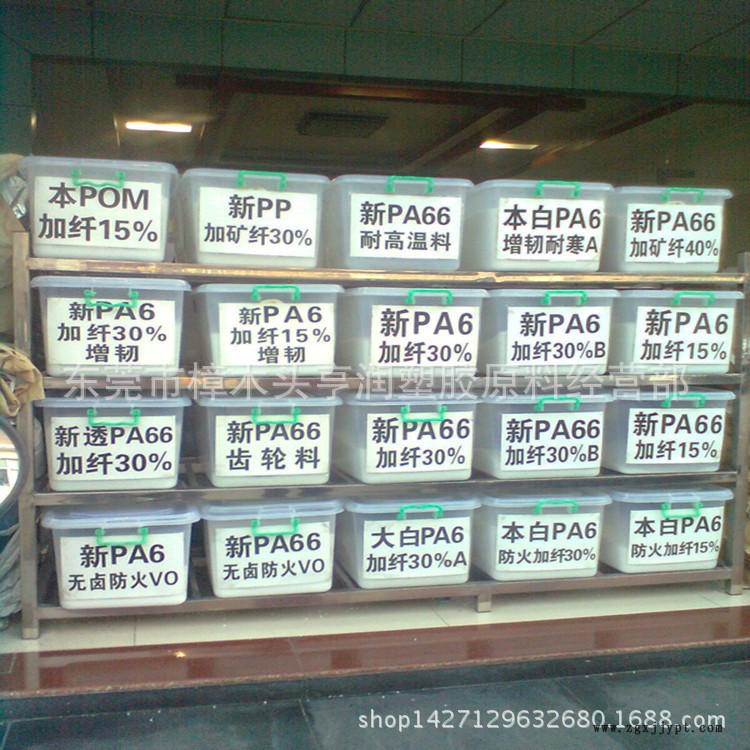 本POM
加纤15%
新PP
加矿纤30%
新PA66
耐高温料
本白PA6
增韧耐寒A
新PA66
加矿纤40%
新PA6
加纤30%
增韧
新PA6
加纤15%
增韧
新PA6
加纤30%
新PA6
加纤30%B
新PA6
加纤15%
东莞市樟木头亨润塑胶原料经营部
新透PA66
加纤30%
新PA66
齿轮料
新PA66
加纤30%
新PA66
加纤30%B
新PA66
加纤15%
新PA6
无卤防火VO
新PA66
无卤防火VO
大白PA6
加纤30%A
本白PA6
防火加纤30%
本白PA6
防火加纤15%
shop1427129632680.1688.com
www.zgxjjypt.com